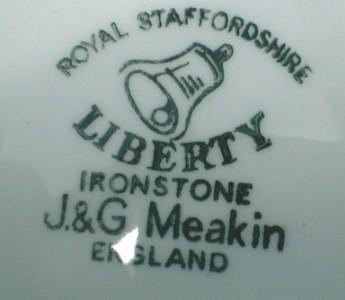 ROYAL STAFFORDSHIRE
LIBERTY
IRONSTONE
J.&G. Meakin
ENGLAND